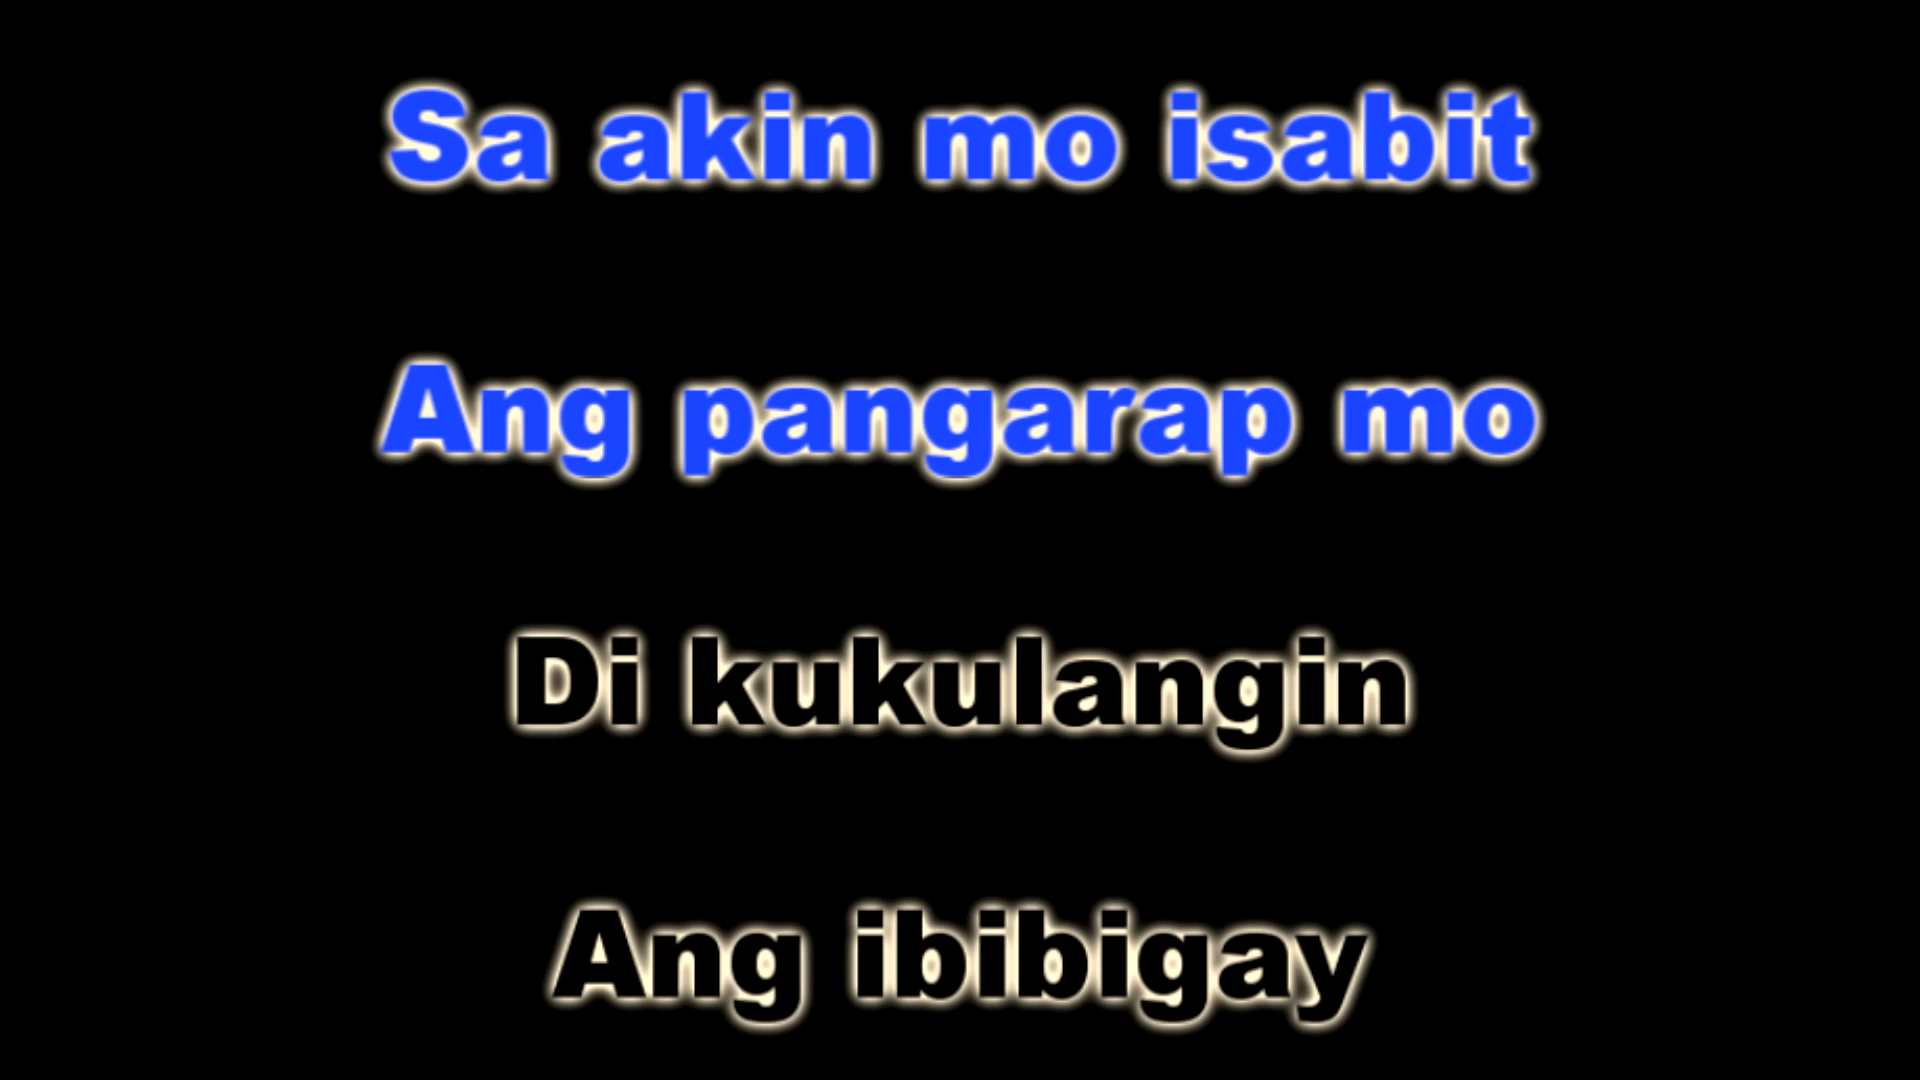 Sa akin mo isabit
Ang pangarap mo
Di kukulangin
Ang ibibigay